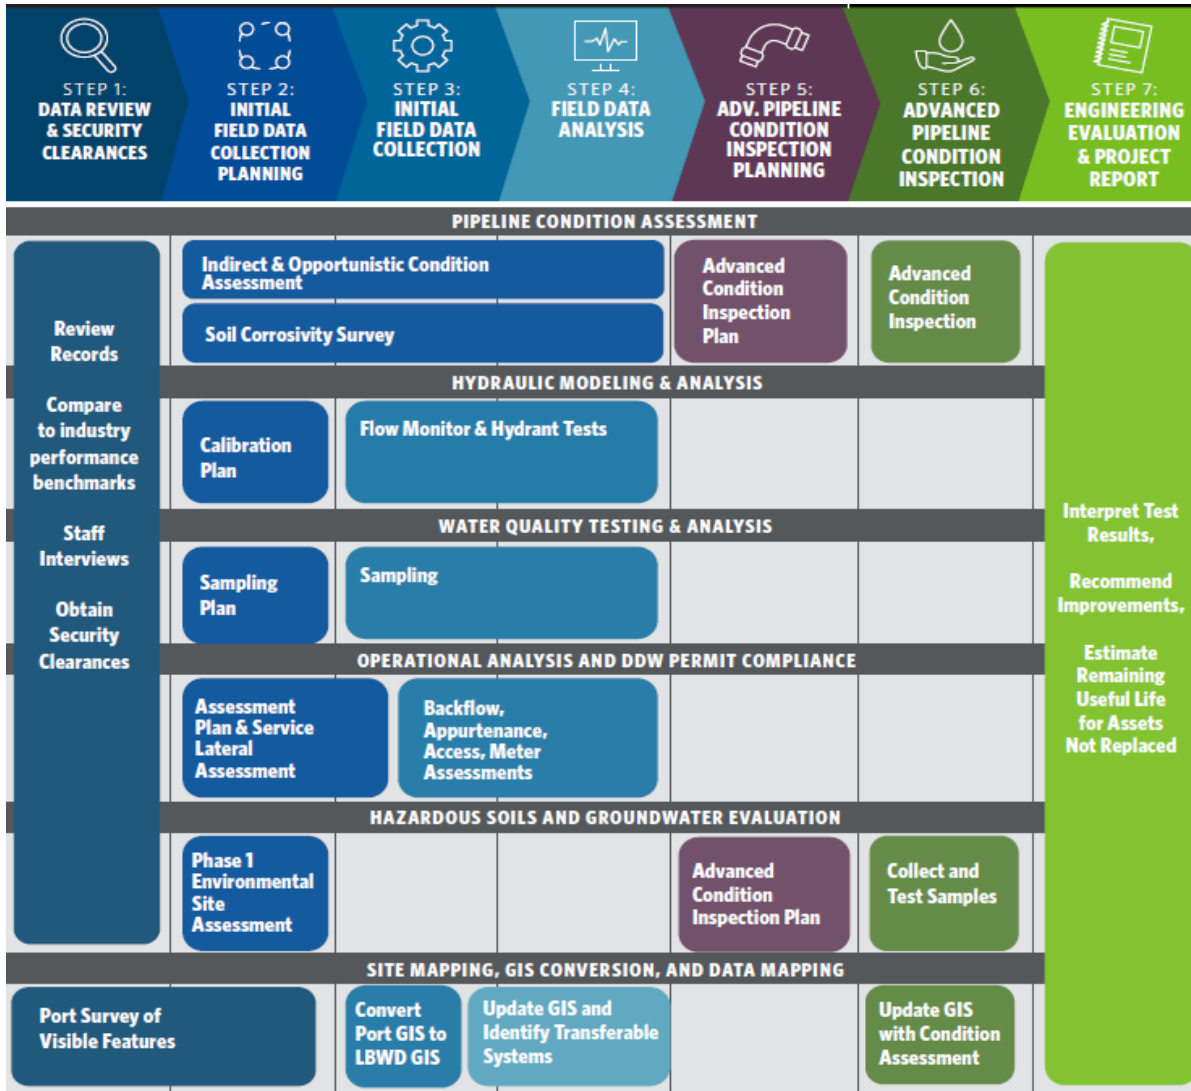 STEP 1:
DATA REVIEW
& SECURITY
CLEARANCES
STEP 2:
INITIAL
FIELD DATA
COLLECTION
PLANNING
STEP 3:
INITIAL
FIELD DATA
COLLECTION
STEP 4:
FIELD DATA
ANALYSIS
STEP 5:
ADV. PIPELINE
CONDITION
INSPECTION
PLANNING
STEP 6:
ADVANCED
PIPELINE
CONDITION
INSPECTION
STEP 7:
ENGINEERING
EVALUATION
& PROJECT
REPORT
PIPELINE CONDITION ASSESSMENT
Review
Records
Compare
to industry
performance
benchmarks
Staff
Interviews
Obtain
Security
Clearances
Indirect & Opportunistic Condition
Assessment
Soil Corrosivity Survey
Advanced
Condition
Inspection
Plan
Advanced
Condition
Inspection
HYDRAULIC MODELING & ANALYSIS
Calibration
Plan
Flow Monitor & Hydrant Tests
WATER QUALITY TESTING & ANALYSIS
Sampling
Plan
Sampling
OPERATIONAL ANALYSIS AND DDW PERMIT COMPLIANCE
Assessment
Plan & Service
Lateral
Assessment
Backflow,
Appurtenance,
Access, Meter
Assessments
HAZARDOUS SOILS AND GROUNDWATER EVALUATION
Phase 1
Environmental
Site
Assessment
Advanced
Condition
Inspection Plan
Collect and
Test Samples
SITE MAPPING, GIS CONVERSION, AND DATA MAPPING
Port Survey of
Visible Features
Convert
Port GIS to
LBWD GIS
Update GIS and
Identify Transferable
Systems
Update GIS
with Condition
Assessment
Interpret Test
Results,
Recommend
Improvements,
Estimate
Remaining
Useful Life
for Assets
Not Replaced